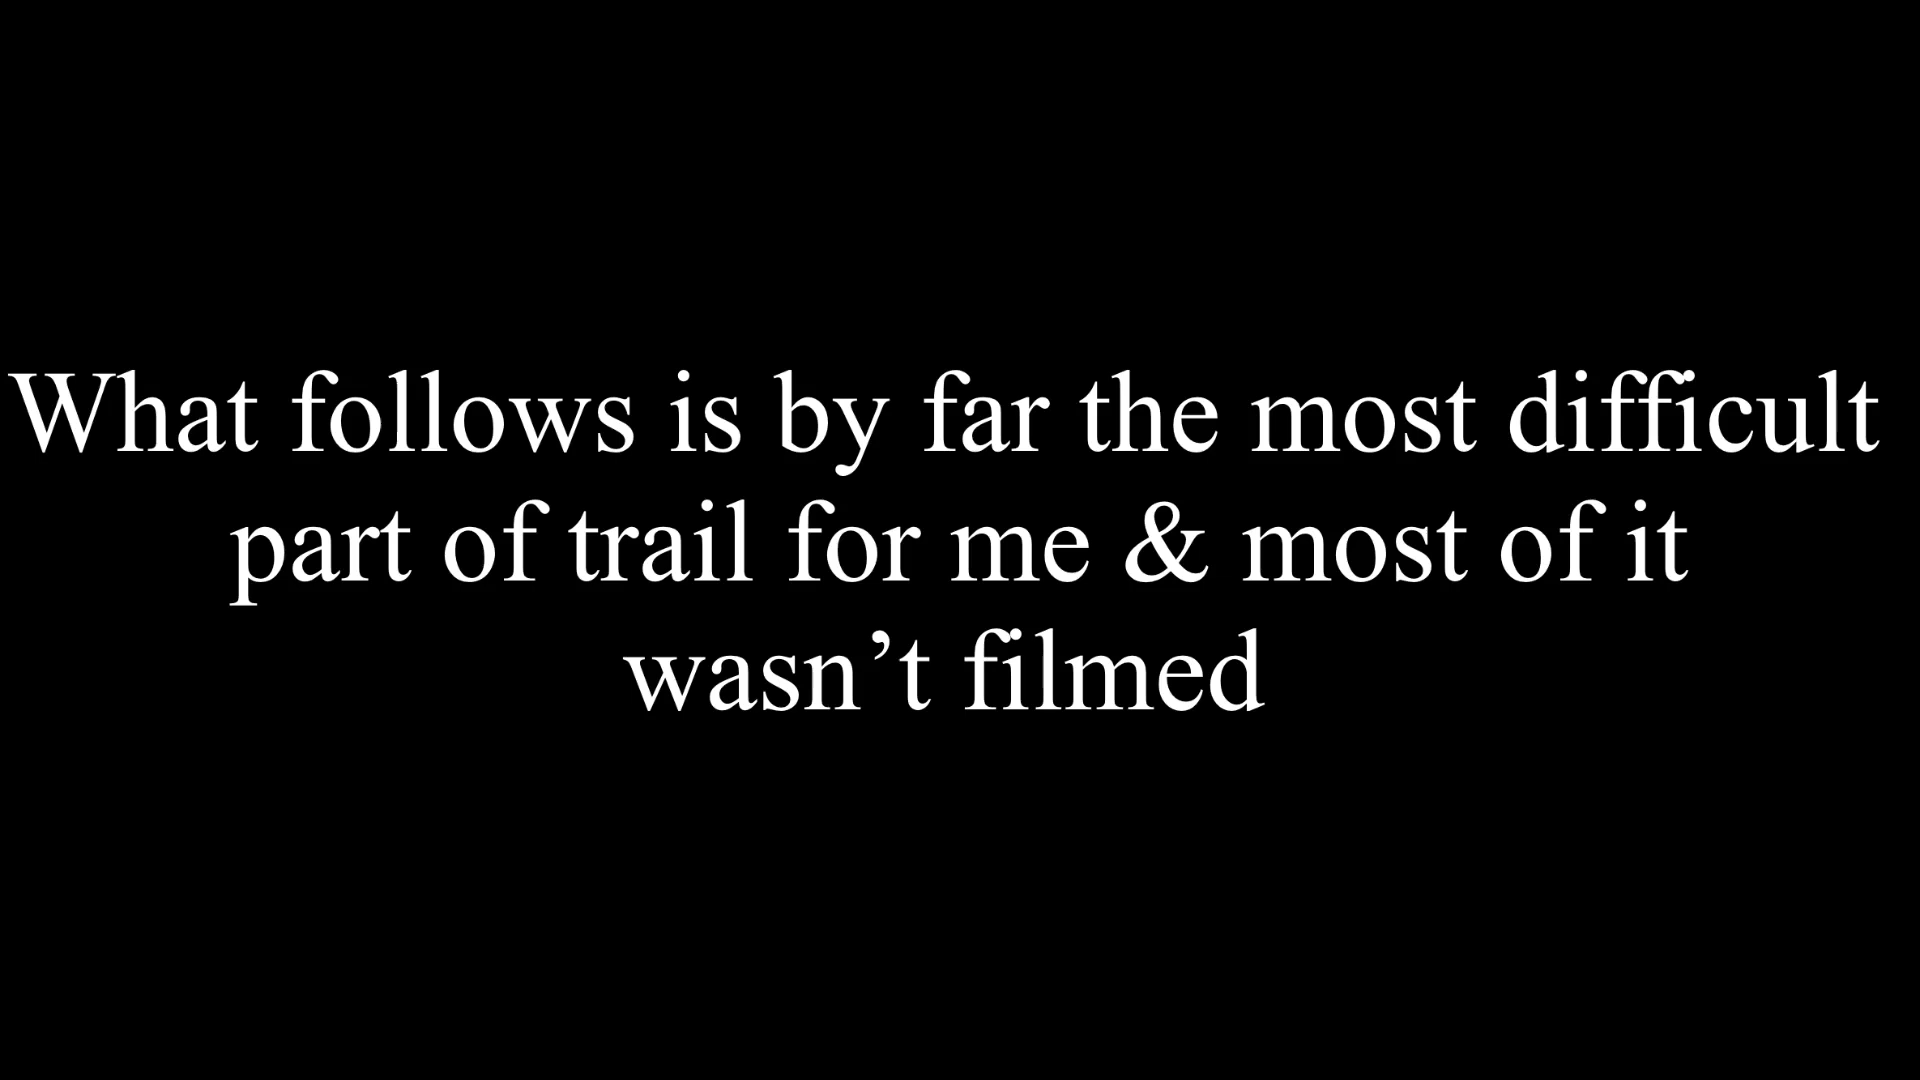 What follows is by far the most difficult
part of trail for me & most of it
wasn’t filmed